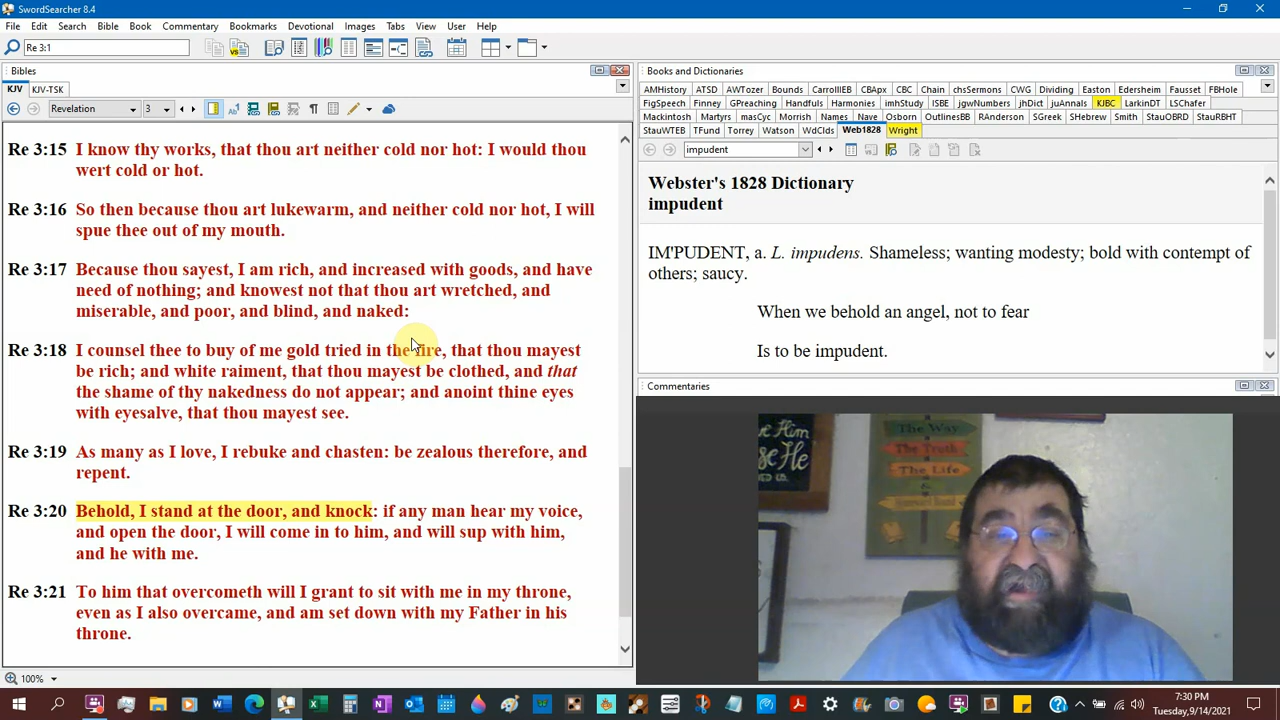 SwordSearcher 8.4
File Edit Search Bible Book Commentary Bookmarks Devotional Images Tabs View User Help
Re 3:1
Bibles
KJV KJV-TSK
Revelation 3
Re 3:15 I know thy works, that thou art neither cold nor hot: I would thou
wert cold or hot.
Re 3:16 So then because thou art lukewarm, and neither cold nor hot, I will
spue thee out of my mouth.
Re 3:17 Because thou sayest, I am rich, and increased with goods, and have
need of nothing; and knowest not that thou art wretched, and
miserable, and poor, and blind, and naked:
Re 3:18 I counsel thee to buy of me gold tried in the fire, that thou mayest
be rich; and white raiment, that thou mayest be clothed, and that
the shame of thy nakedness do not appear; and anoint thine eyes
with eyesalve, that thou mayest see.
Re 3:19 As many as I love, I rebuke and chasten: be zealous therefore, and
repent.
Re 3:20 Behold, I stand at the door, and knock: if any man hear my voice,
and open the door, I will come in to him, and will sup with him,
and he with me.
Re 3:21 To him that overcometh will I grant to sit with me in my throne,
even as I also overcame, and am set down with my Father in his
throne.
100%
Books and Dictionaries
AMHistory ATSD AWTozer Bounds CarrollIEB CBApx CBC Chain chsSermons CWG Dividing Easton Edersheim Fausset FBHole
FigSpeech Finney GPreaching Handfuls Harmonies imhStudy ISBE jgwNumbers jhDict juAnnals KJBC LarkinDT LSChafer
Mackintosh Martyrs masCyc Morrish Names Nave Osborn OutlinesBB RAnderson SGreek SHebrew Smith StauOBRD StauRBHT
StauWTEB TFund Torrey Watson WdClds Web1828 Wright
impudent
Webster's 1828 Dictionary
impudent
IM'PUDENT, a. L. impudens. Shameless; wanting modesty; bold with contempt of
others; saucy.
When we behold an angel, not to fear
Is to be impudent.
Commentaries
The Way
The Truth
The Life
7:30 PM
Tuesday,9/14/2021